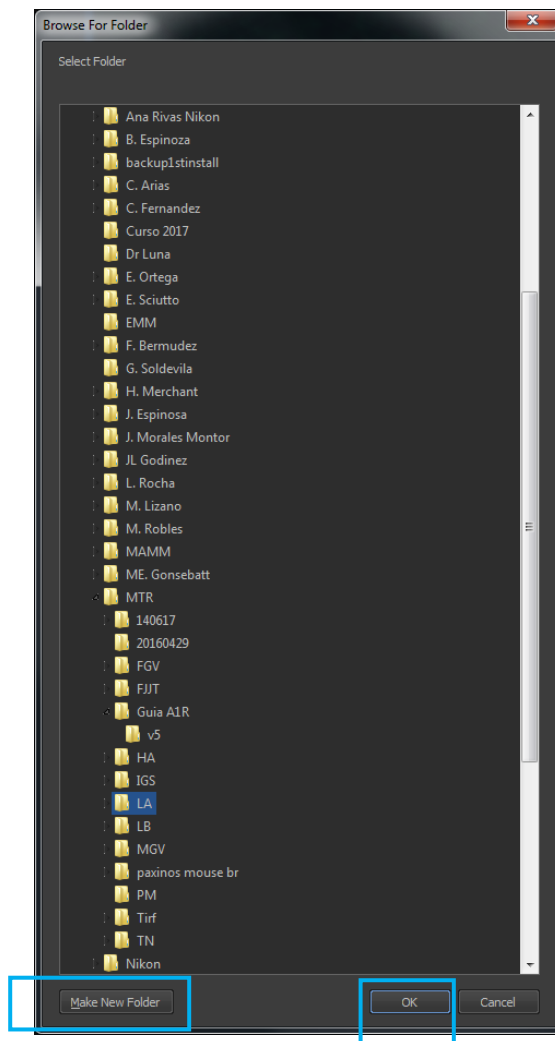 Browse For Folder
Select Folder
Ana Rivas Nikon
B. Espinoza
backup1stinstall
C. Arias
C. Fernandez
Curso 2017
Dr Luna
E. Ortega
E. Sciutto
EMM
F. Bermudez
G. Soldevila
H. Merchant
J. Espinosa
J. Morales Montor
JL Godinez
L. Rocha
M. Lizano
M. Robles
MAMM
ME. Gonsebatt
MTR
140617
20160429
FGV
FJJT
Guia A1R
v5
HA
IGS
LA
LB
MGV
paxinos mouse br
PM
Tirf
TN
Nikon
Make New Folder OK Cancel